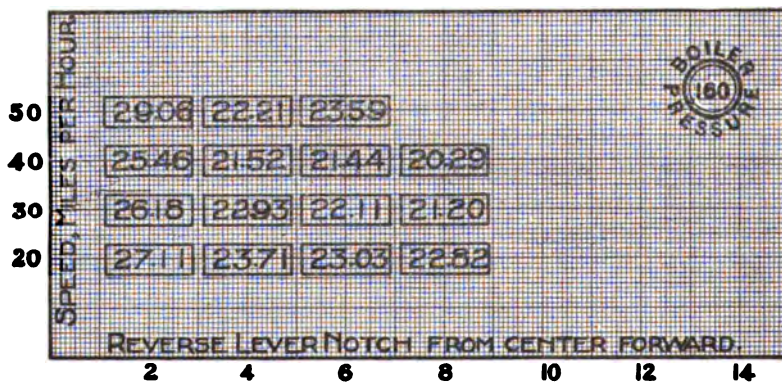 BOILER PRESSURE
160
SPEED, MILES PER HOUR.
50 29.06 22.21 23.59
40 25.46 21.52 21.44 20.29
30 26.18 22.93 22.11 21.20
20 27.11 23.71 23.03 22.82
REVERSE LEVER NOTCH FROM CENTER FORWARD.
2 4 6 8 10 12 14